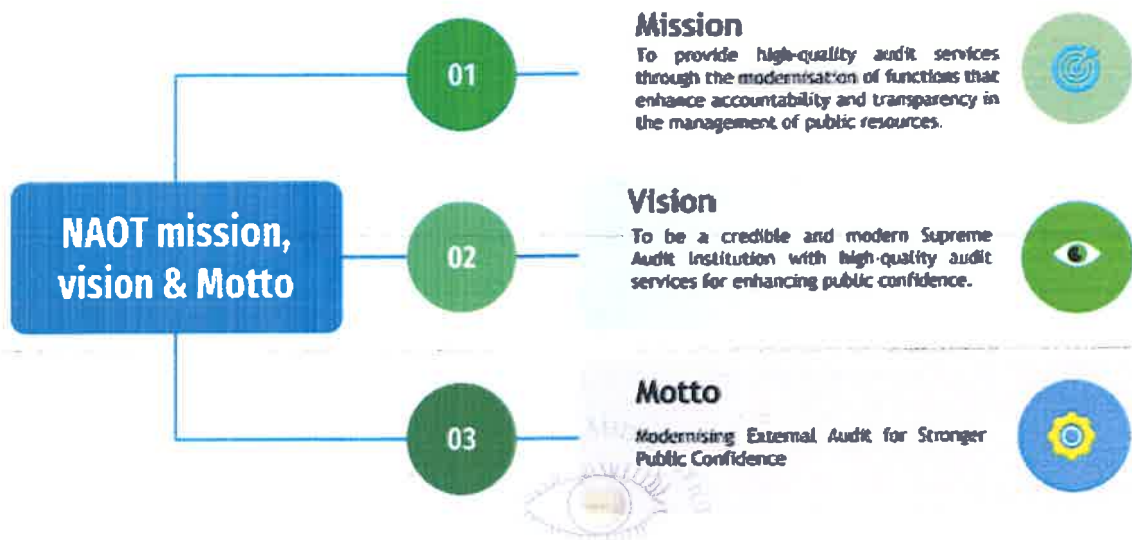 NAOT mission,
vision & Motto
01
Mission
To provide high-quality audit services
through the modernisation of functions that
enhance accountability and transparency in
the management of public resources.
02
Vision
To be a credible and modern Supreme
Audit Institution with high-quality audit
services for enhancing public confidence.
03
Motto
Modernising External Audit for Stronger
Public Confidence